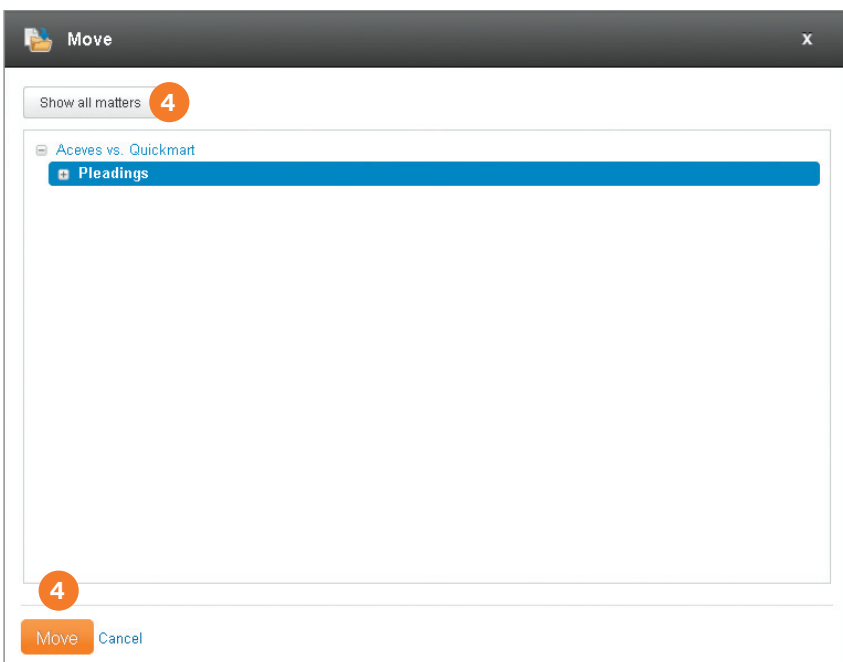 Move x
Show all matters 4
Aceves vs. Quickmart
Pleadings
4
Move Cancel